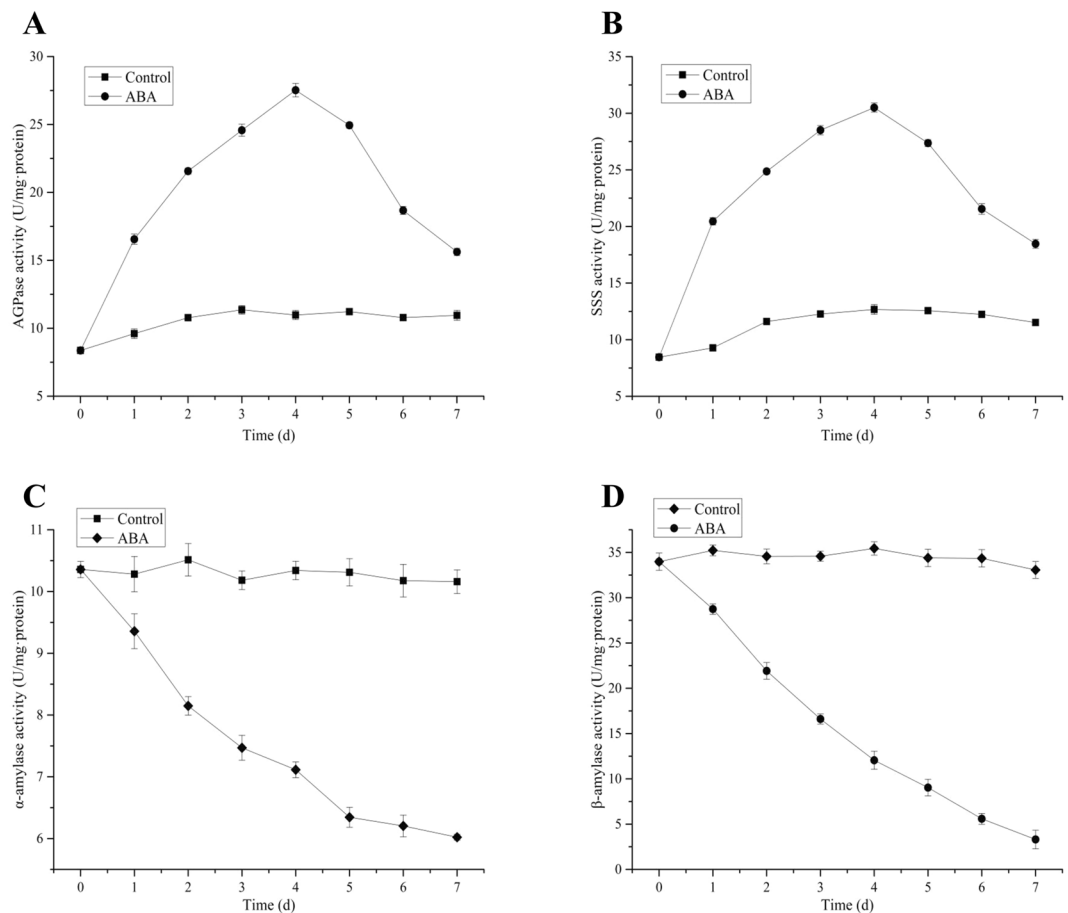 A
AGPase activity (U/mg·protein)
30
25
20
15
10
5
Control
ABA
0 1 2 3 4 5 6 7
Time (d)
B
SSS activity (U/mg·protein)
35
30
25
20
15
10
5
Control
ABA
0 1 2 3 4 5 6 7
Time (d)
C
α-amylase activity (U/mg·protein)
11
10
9
8
7
6
Control
ABA
0 1 2 3 4 5 6 7
Time (d)
D
β-amylase activity (U/mg·protein)
35
30
25
20
15
10
5
0
Control
ABA
0 1 2 3 4 5 6 7
Time (d)